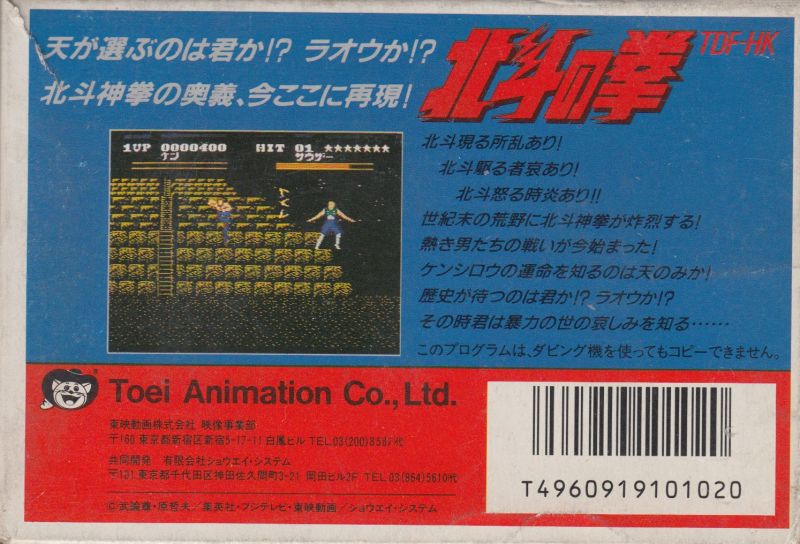 天が選ぶのは君か!? ラオウか!?
北斗神拳の奥義、今ここに再現!
北斗の拳
TDF-HK
1UP 0000400 HIT 01 ★★★★★★★
ケン サウザー
北斗現る所乱あり!
北斗駆る者哀あり!
北斗怒る時炎あり!!
世紀末の荒野に北斗神拳が炸烈する!
熱き男たちの戦いが今始まった!
ケンシロウの運命を知るのは天のみか!
歴史が待つのは君か!? ラオウか!?
その時君は暴力の世の哀しみを知る……
このプログラムは、ダビング機を使ってもコピーできません。
Toei Animation Co., Ltd.
東映動画株式会社 映像事業部
〒160 東京都新宿区新宿5-17-11 白鳳ビル TEL.03(200)8587代
共同開発 有限会社ショウエイ・システム
〒101 東京都千代田区神田佐久間町3-21 岡田ビル2F TEL.03(864)5610代
©武論尊・原哲夫/集英社・フジテレビ・東映動画/ショウエイ・システム
T4960919101020